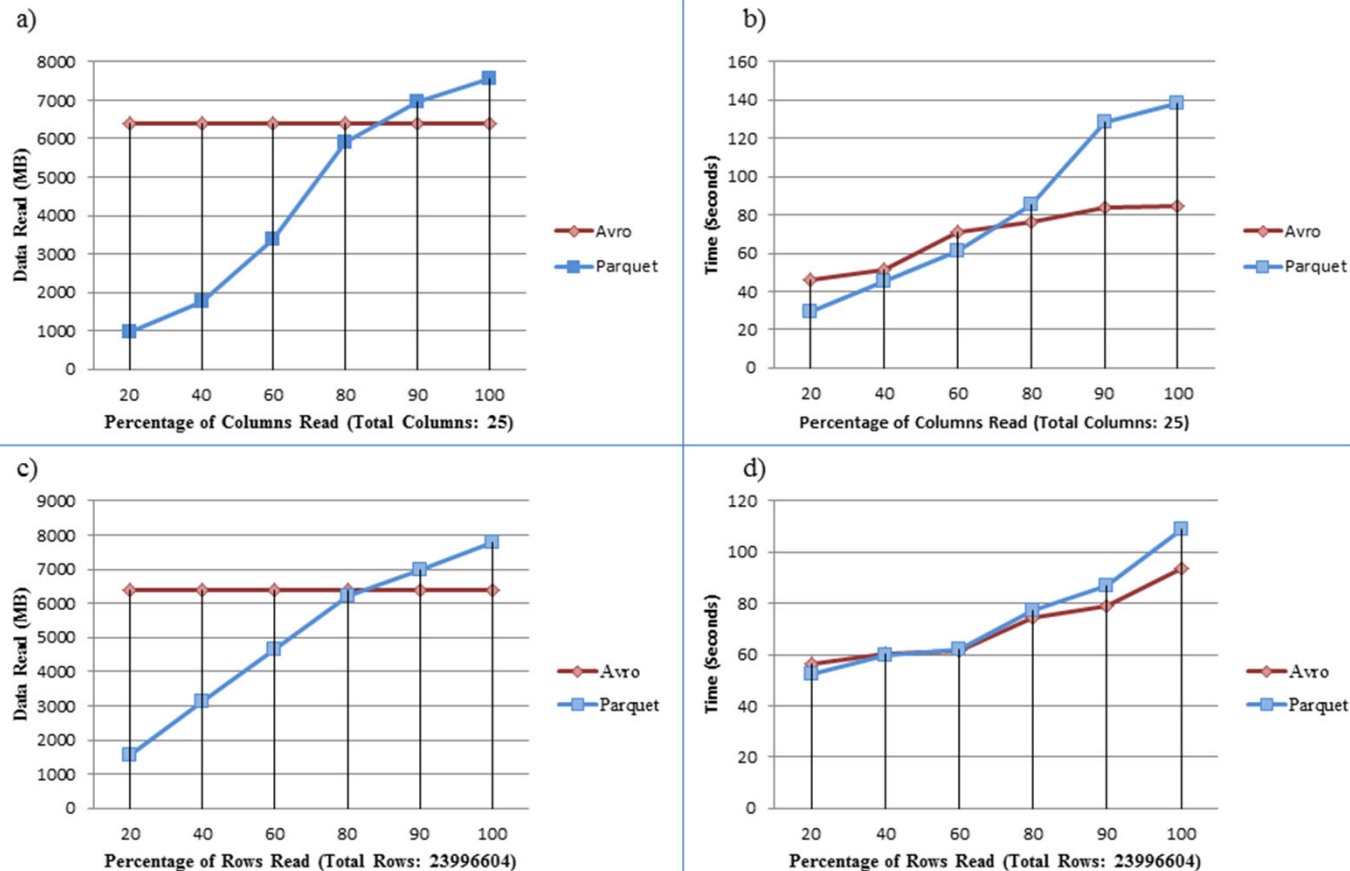 a)
8000
7000
6000
5000
4000
3000
2000
1000
0
Data Read (MB)
20 40 60 80 90 100
Percentage of Columns Read (Total Columns: 25)
Avro
Parquet
b)
160
140
120
100
80
60
40
20
0
Time (Seconds)
20 40 60 80 90 100
Percentage of Columns Read (Total Columns: 25)
Avro
Parquet
c)
9000
8000
7000
6000
5000
4000
3000
2000
1000
0
Data Read (MB)
20 40 60 80 90 100
Percentage of Rows Read (Total Rows: 23996604)
Avro
Parquet
d)
120
100
80
60
40
20
0
Time (Seconds)
20 40 60 80 90 100
Percentage of Rows Read (Total Rows: 23996604)
Avro
Parquet